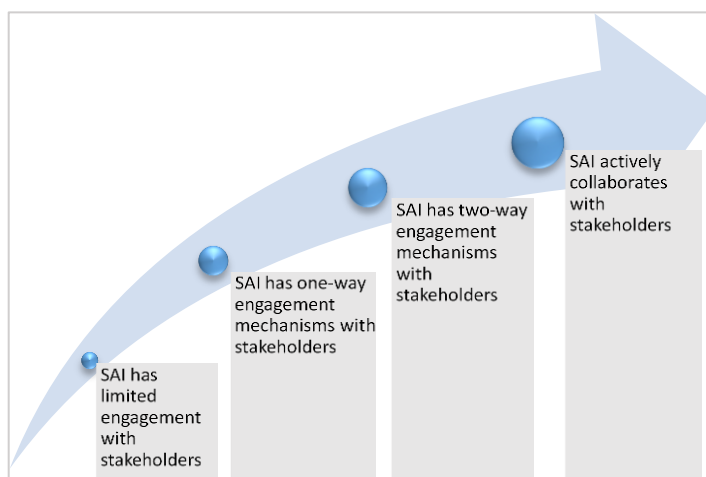 SAI has
limited
engagement
with
stakeholders
SAI has one-way
engagement
mechanisms with
stakeholders
SAI has two-way
engagement
mechanisms
with
stakeholders
SAI actively
collaborates
with
stakeholders